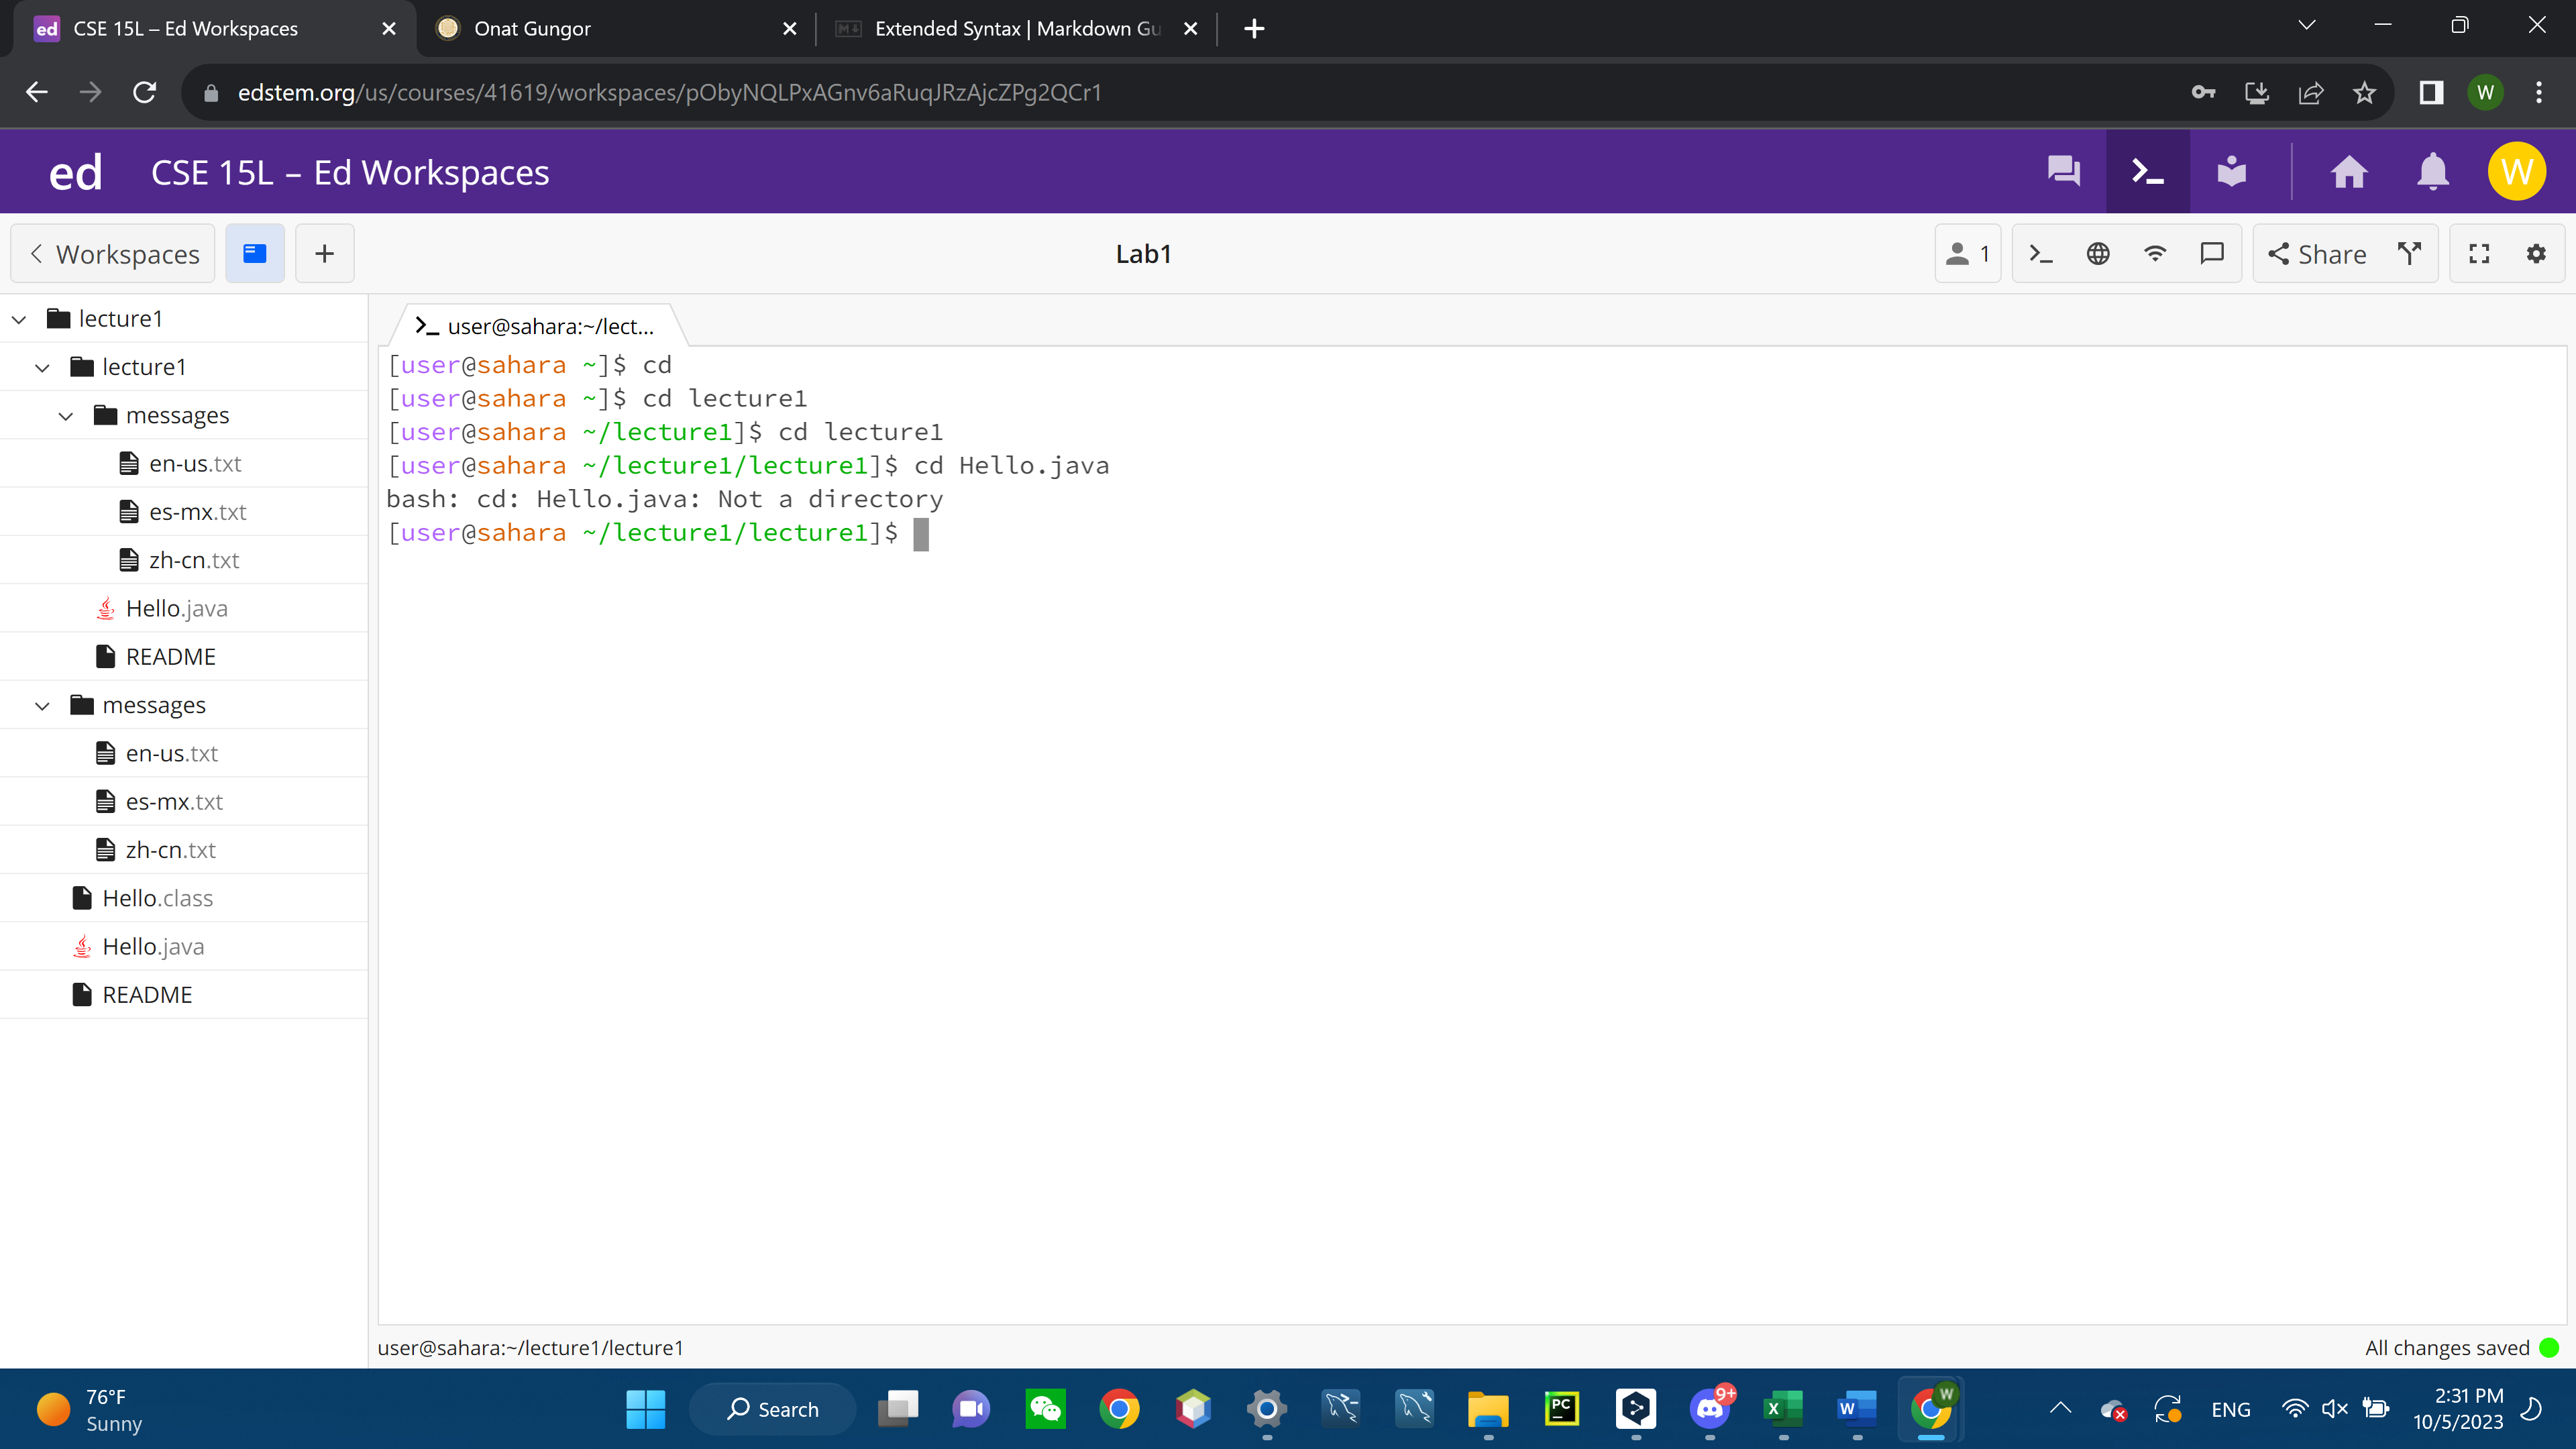 CSE 15L – Ed Workspaces
Onat Gungor
Extended Syntax | Markdown Gu
edstem.org/us/courses/41619/workspaces/pObyNQLPxAGnv6aRuqJRzAjcZPg2QCr1
W
ed CSE 15L – Ed Workspaces
W
Workspaces
Lab1
1
Share
lecture1
lecture1
messages
en-us.txt
es-mx.txt
zh-cn.txt
Hello.java
README
messages
en-us.txt
es-mx.txt
zh-cn.txt
Hello.class
Hello.java
README
user@sahara:~/lect...
[user@sahara ~]$ cd
[user@sahara ~]$ cd lecture1
[user@sahara ~/lecture1]$ cd lecture1
[user@sahara ~/lecture1/lecture1]$ cd Hello.java
bash: cd: Hello.java: Not a directory
[user@sahara ~/lecture1/lecture1]$
user@sahara:~/lecture1/lecture1
All changes saved
76°F
Sunny
Search
PC
9+
X
W
W
ENG
2:31 PM
10/5/2023